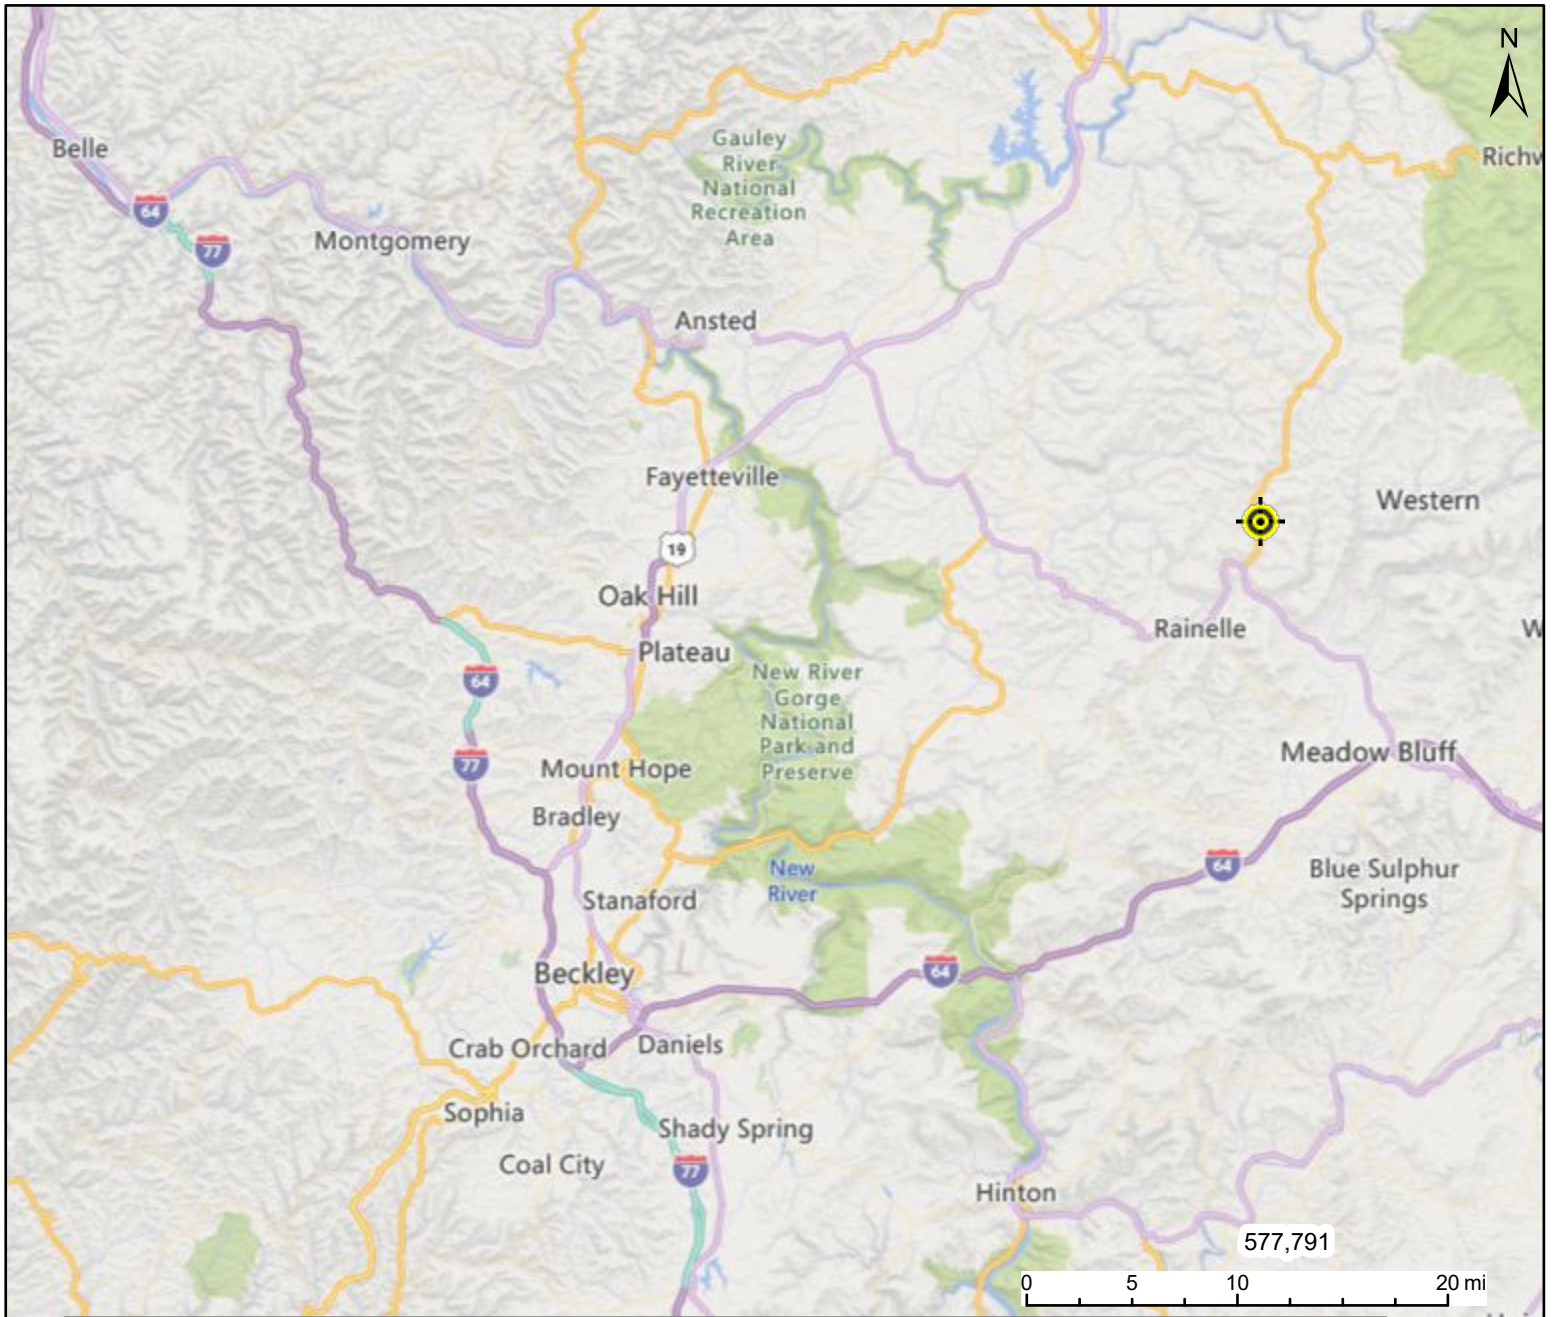 N
Belle
Gauley
River
National
Recreation
Area
Richw
64
77
Montgomery
Ansted
Fayetteville
Western
19
Oak Hill
Rainelle
W
Plateau
64
New River
Gorge
National
Park and
Preserve
77
Mount Hope
Meadow Bluff
Bradley
New
River
64
Blue Sulphur
Springs
Stanaford
Beckley
64
Crab Orchard
Daniels
Sophia
Shady Spring
Coal City
77
Hinton
577,791
0 5 10 20 mi